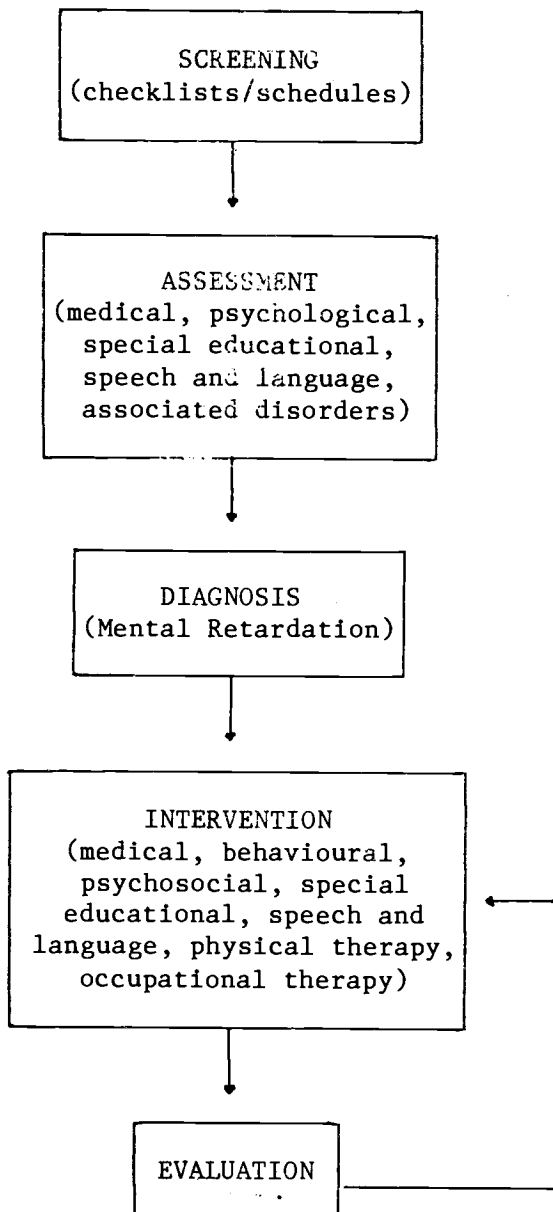 SCREENING
(checklists/schedules)
ASSESSMENT
(medical, psychological,
special educational,
speech and language,
associated disorders)
DIAGNOSIS
(Mental Retardation)
INTERVENTION
(medical, behavioural,
psychosocial, special
educational, speech and
language, physical therapy,
occupational therapy)
EVALUATION